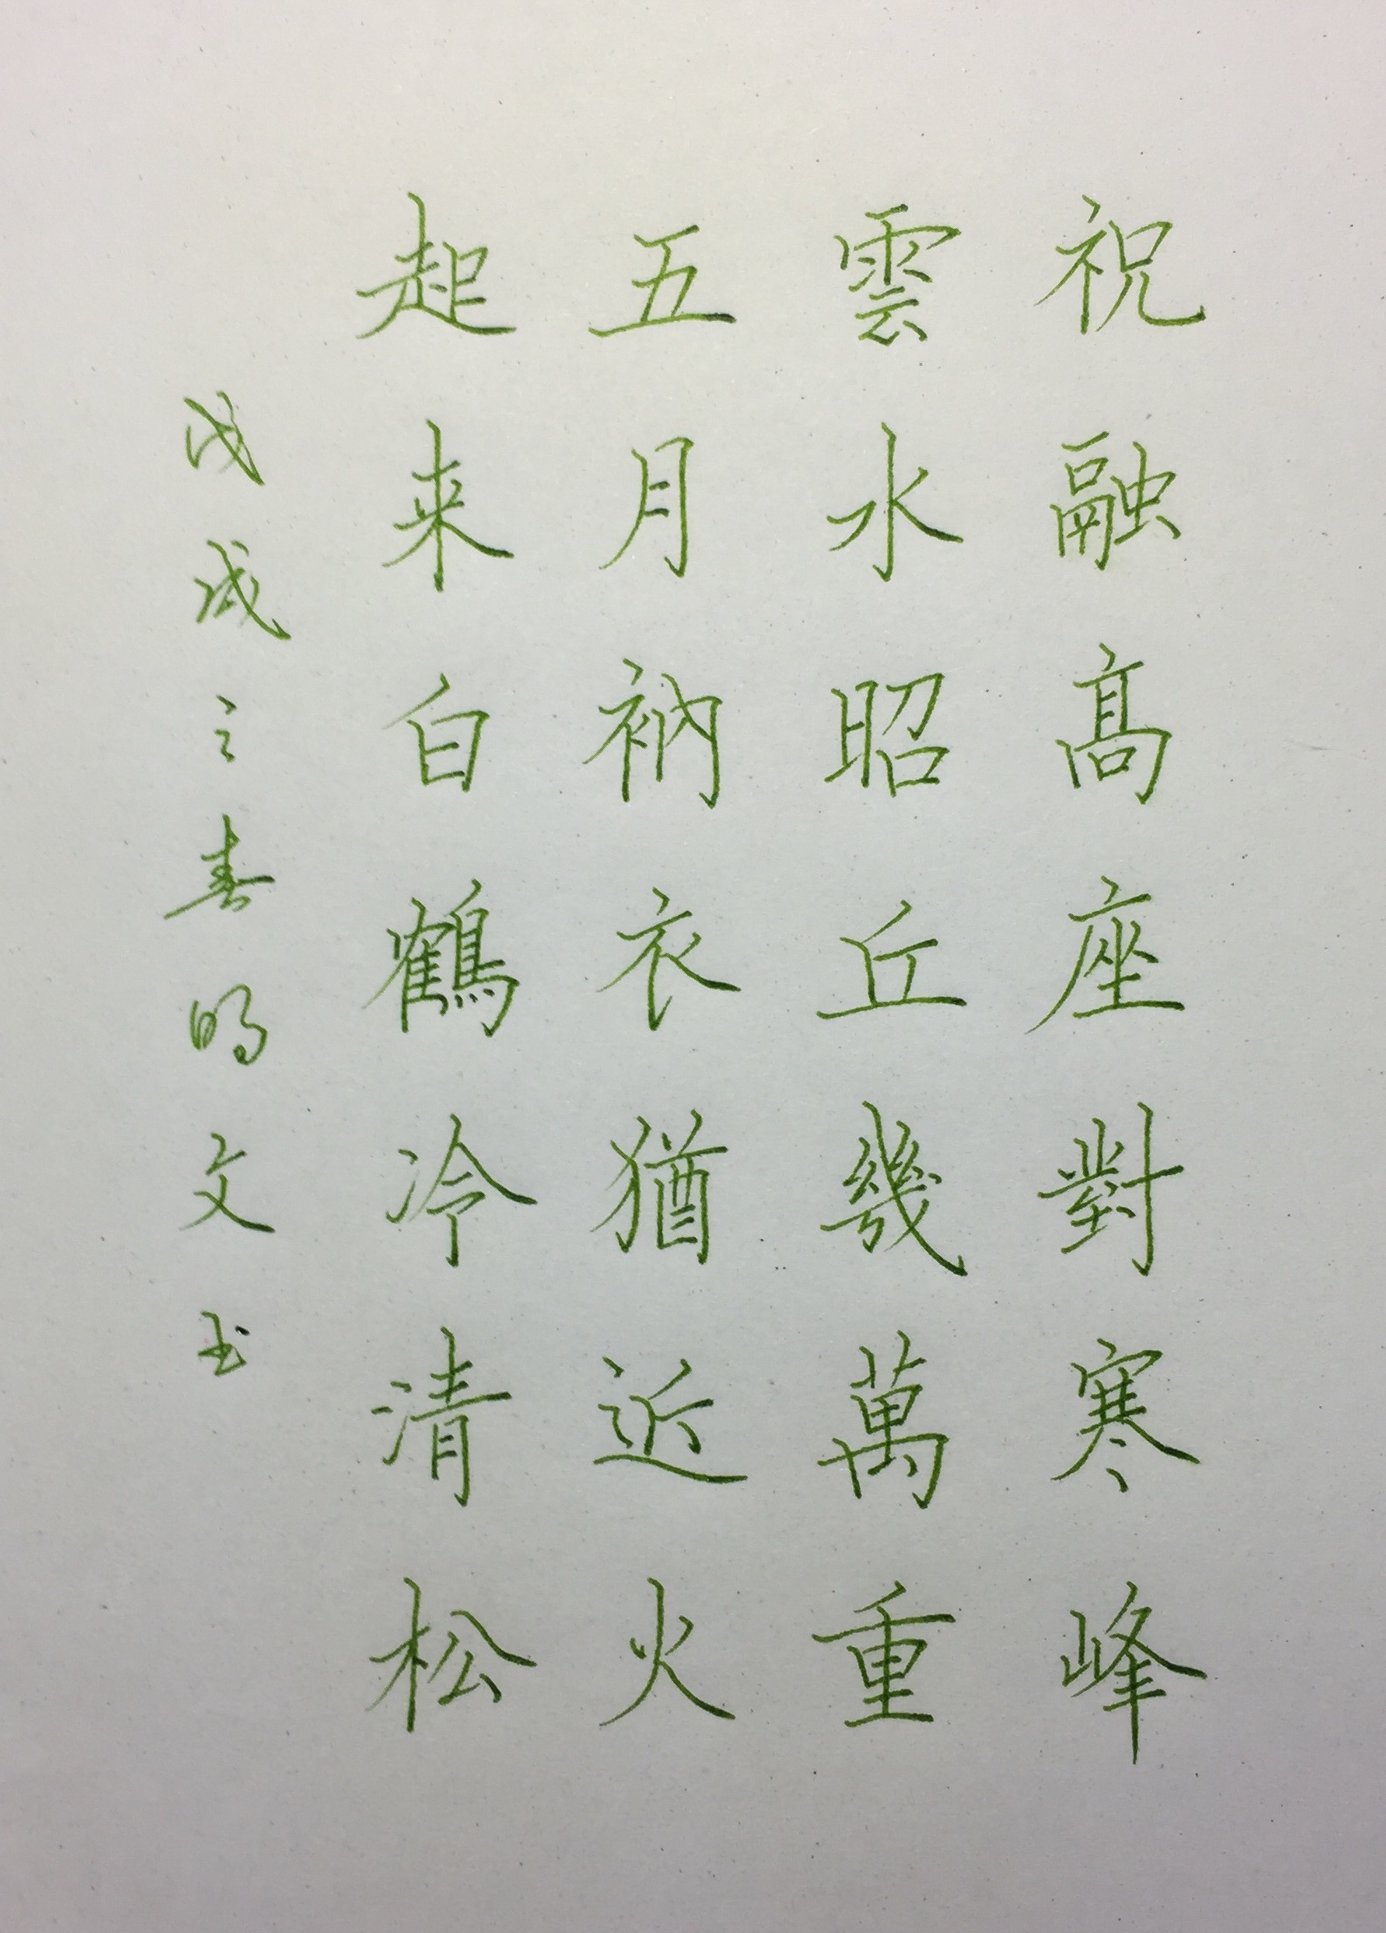 祝融高座對寒峰
雲水昭丘幾萬重
五月衲衣猶近火
起来白鶴冷清松
戊戌之春明文书